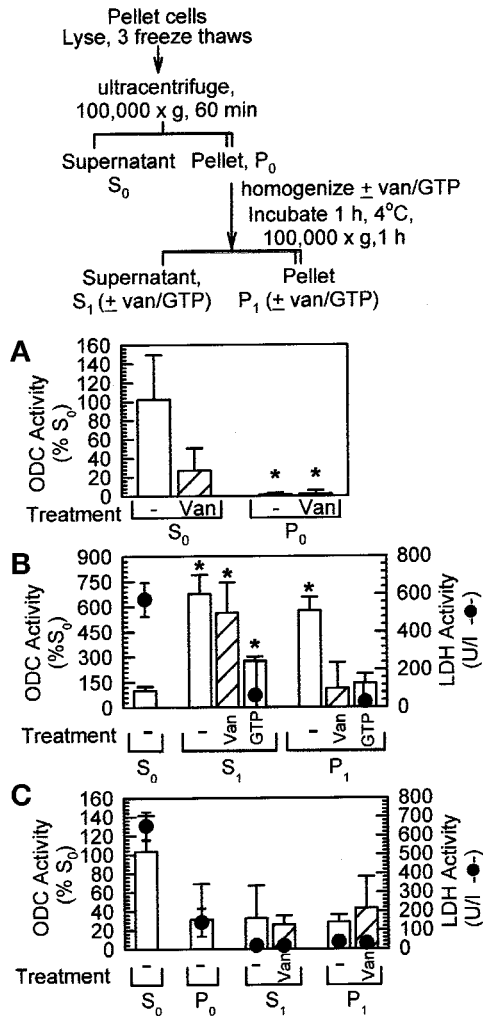 Pellet cells
Lyse, 3 freeze thaws
ultracentrifuge,
100,000 x g, 60 min
Supernatant Pellet, P0
S0
homogenize ± van/GTP
Incubate 1 h, 4°C,
100,000 x g,1 h
Supernatant, Pellet
S1 (± van/GTP) P1 (± van/GTP)
A
ODC Activity
(% S0)
160
140
120
100
80
60
40
20
0
* *
Treatment - Van - Van
S0 P0
B
ODC Activity
(%S0)
900
750
600
450
300
150
0
* * * *
800
600
400
200
0
LDH Activity
(U/l -●-)
Treatment - - Van GTP - Van GTP
S0 S1 P1
C
ODC Activity
(% S0)
160
140
120
100
80
60
40
20
0
800
700
600
500
400
300
200
100
0
LDH Activity
(U/l -●-)
Treatment - - - Van - Van
S0 P0 S1 P1